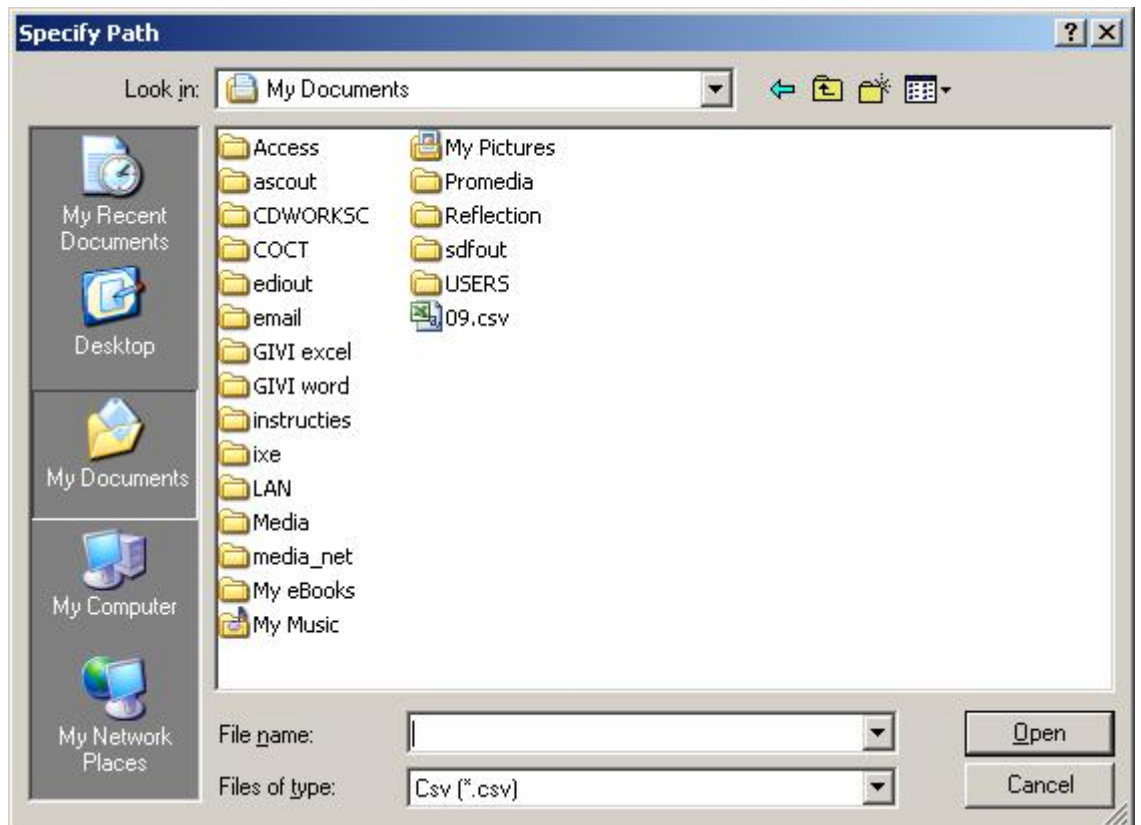 Specify Path
Look in: My Documents
My Recent
Documents
Desktop
My Documents
My Computer
My Network
Places
Access
ascout
CDWORKSC
COCT
ediout
email
GIVI excel
GIVI word
instructies
ixe
LAN
Media
media_net
My eBooks
My Music
My Pictures
Promedia
Reflection
sdfout
USERS
09.csv
File name:
Open
Files of type: Csv (*.csv)
Cancel